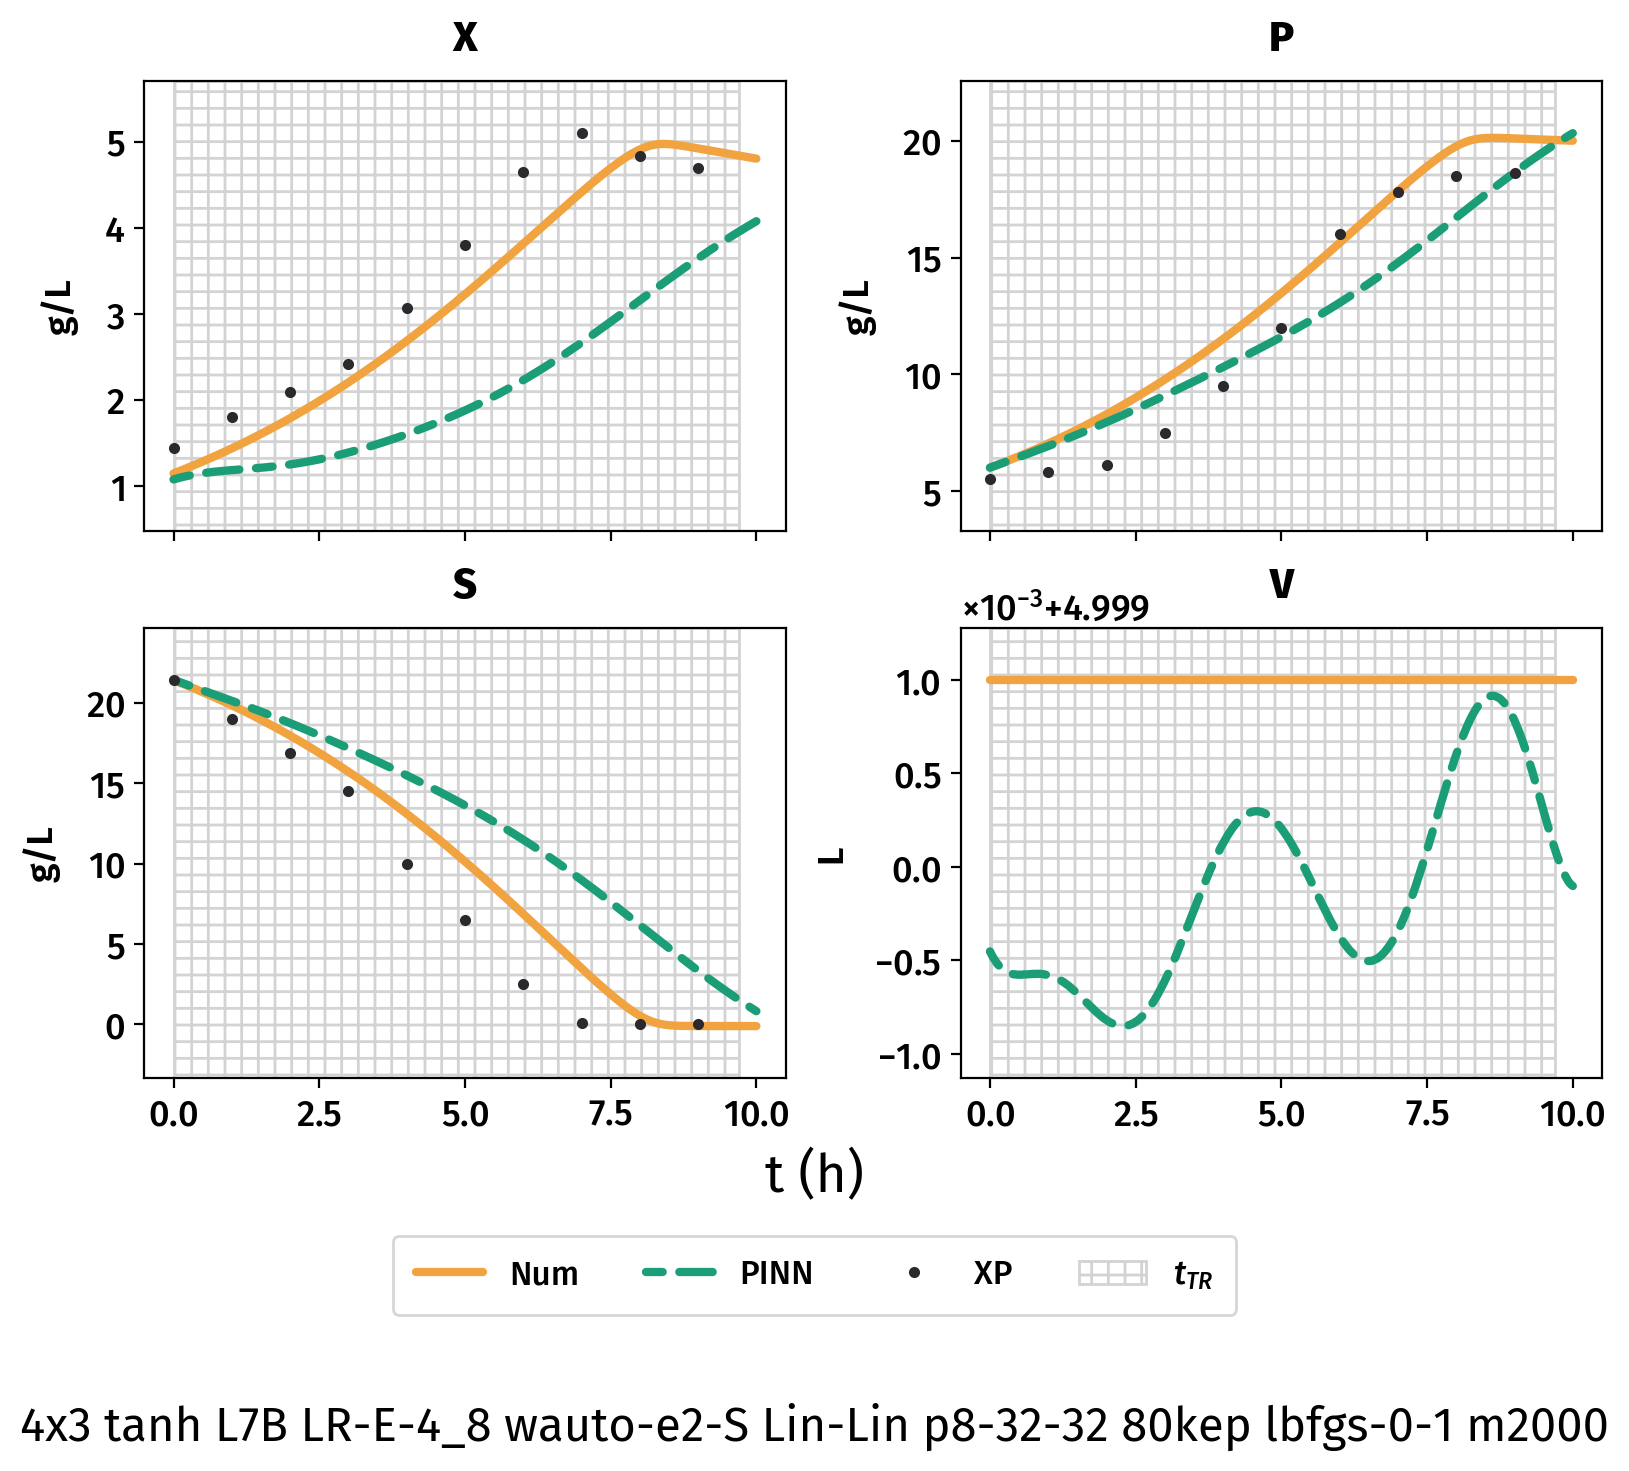 X
P
5
4
3
2
1
g/L
20
15
10
5
g/L
S
V
×10⁻³+4.999
20
15
10
5
0
g/L
1.0
0.5
0.0
−0.5
−1.0
L
0.0 2.5 5.0 7.5 10.0
0.0 2.5 5.0 7.5 10.0
t (h)
Num PINN XP t_TR
4x3 tanh L7B LR-E-4_8 wauto-e2-S Lin-Lin p8-32-32 80kep lbfgs-0-1 m2000